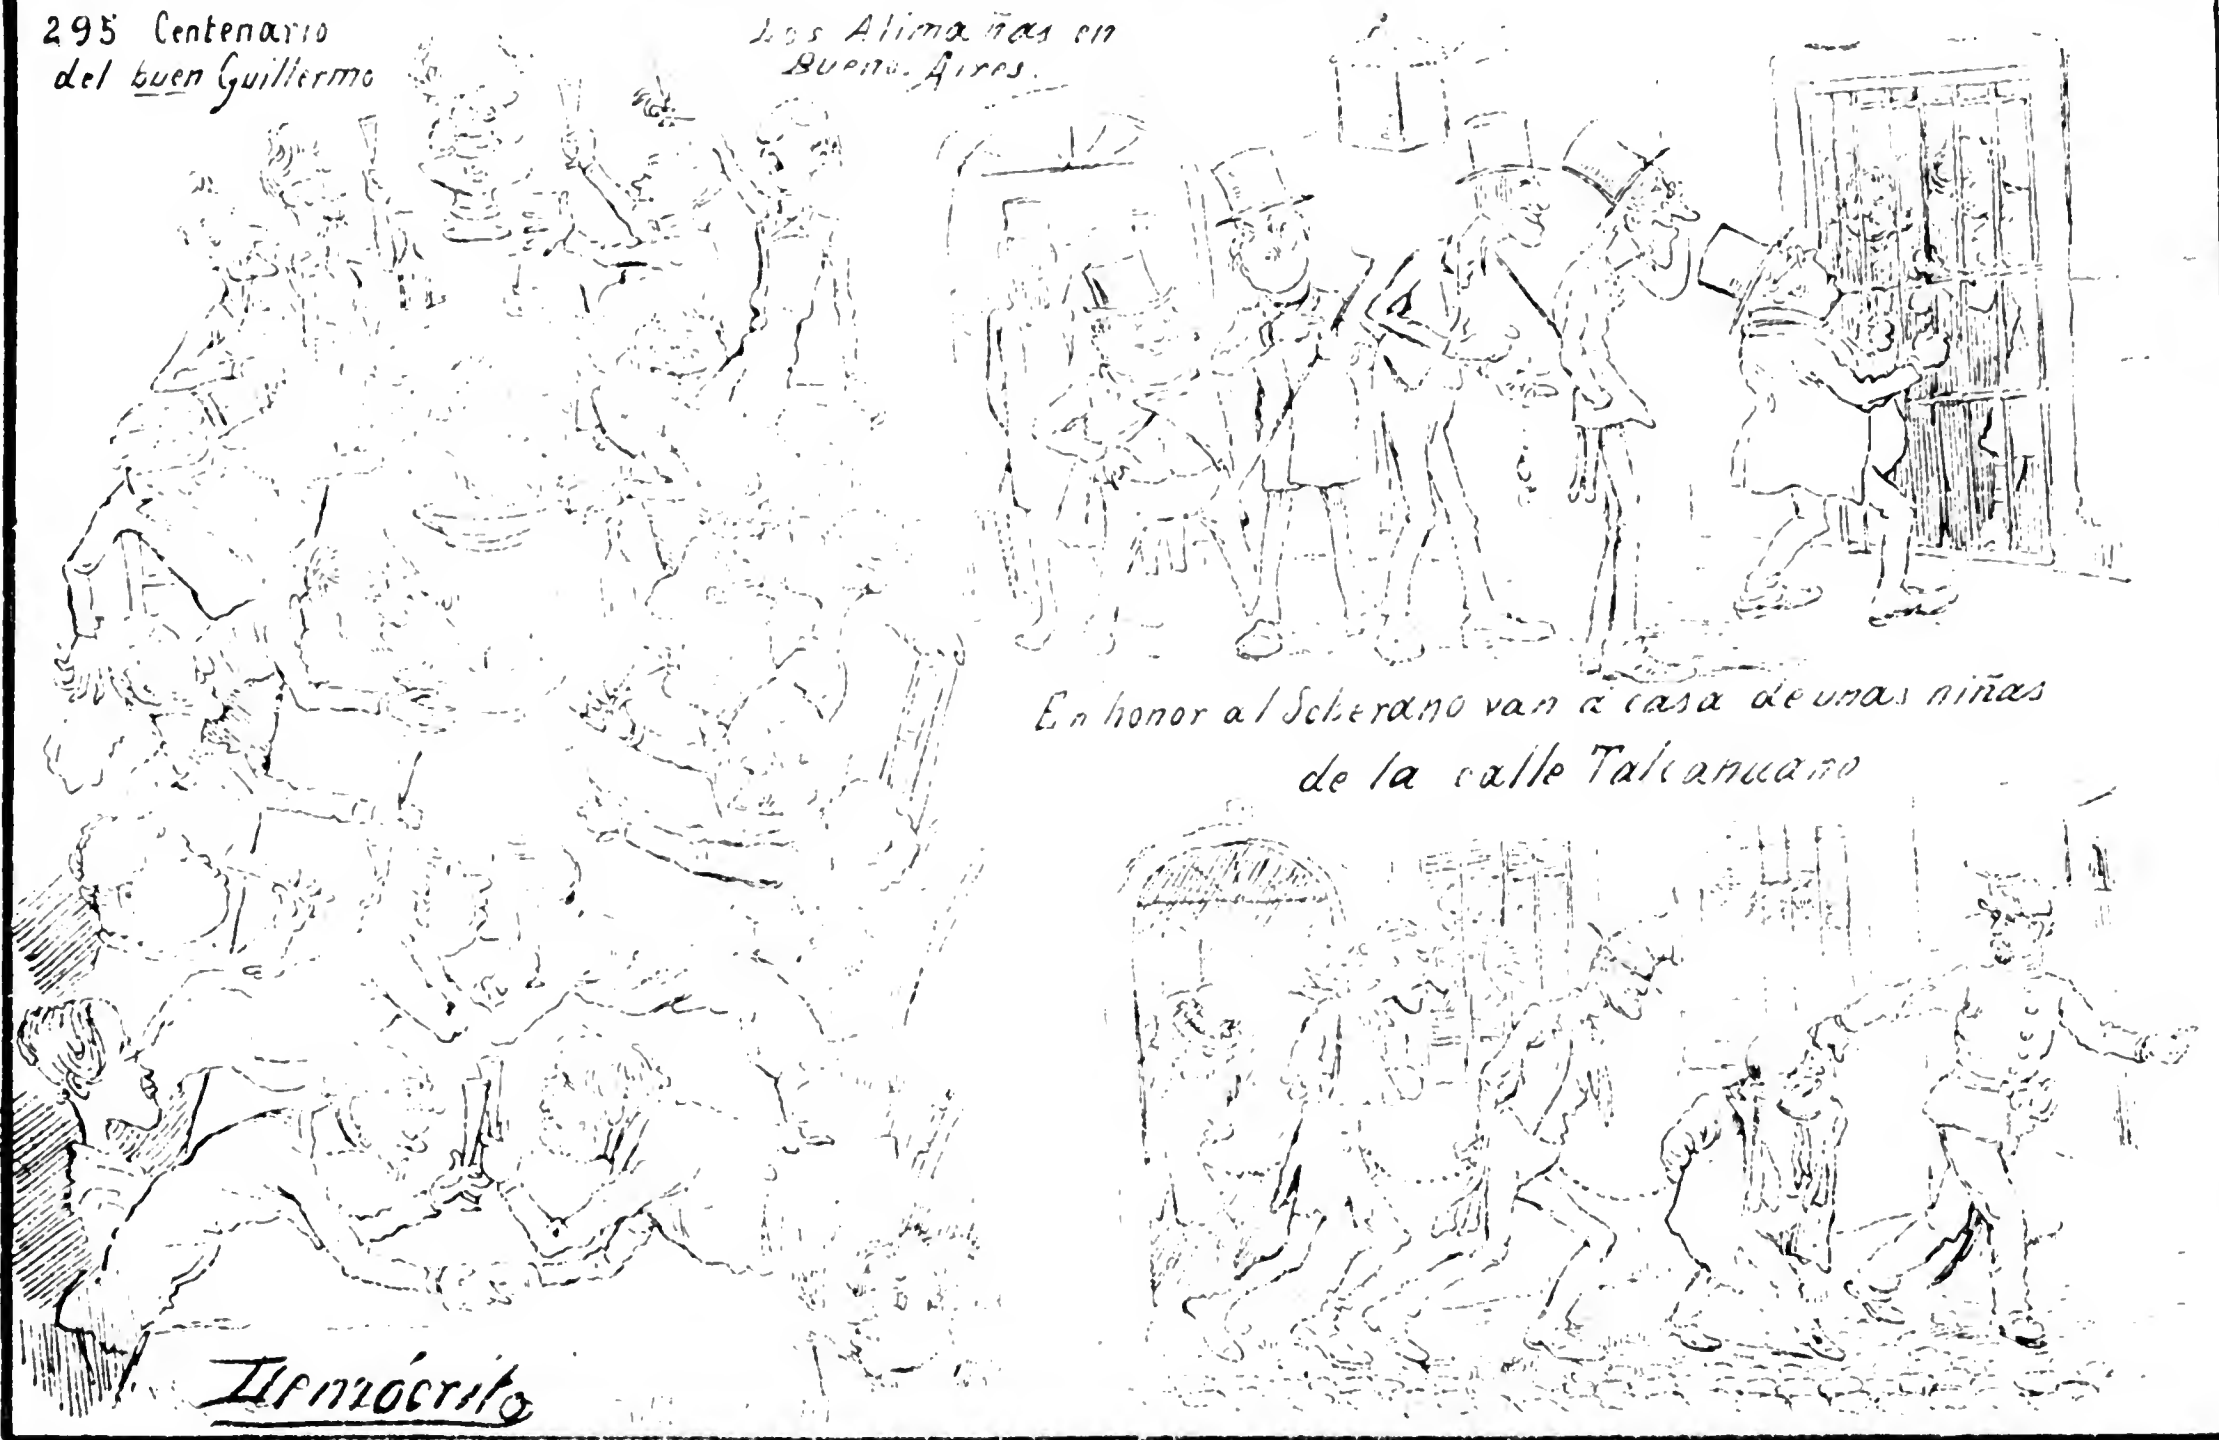 295 Centenario
del buen Guillermo
Los Alimañas en
Buenos Aires.
En honor al Soberano van à casa de unas niñas
de la calle Talcahuano
Demócrito